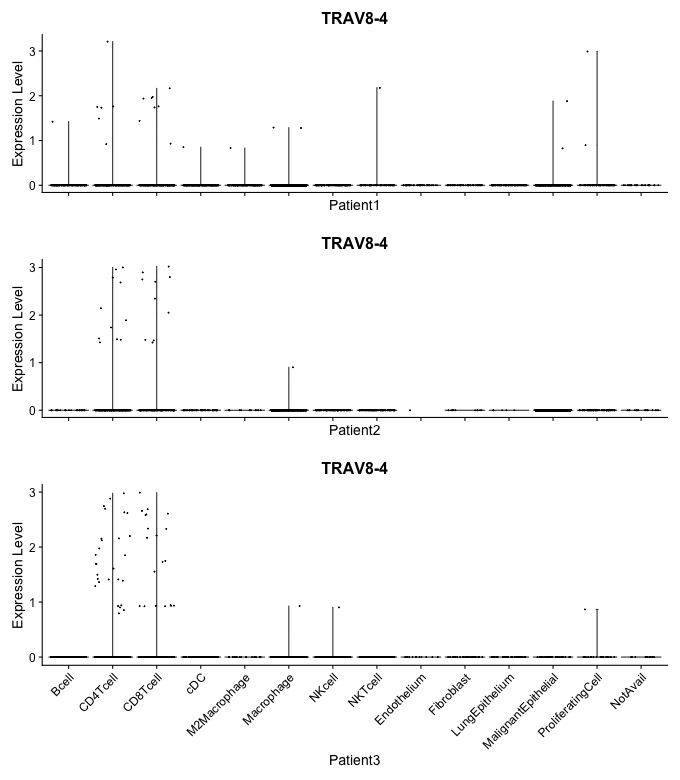 TRAV8-4
Expression Level
3
2
1
0
Patient1
TRAV8-4
Expression Level
3
2
1
0
Patient2
TRAV8-4
Expression Level
3
2
1
0
Bcell
CD4Tcell
CD8Tcell
cDC
M2Macrophage
Macrophage
NKcell
NKTcell
Endothelium
Fibroblast
LungEpithelium
MalignantEpithelial
ProliferatingCell
NotAvail
Patient3